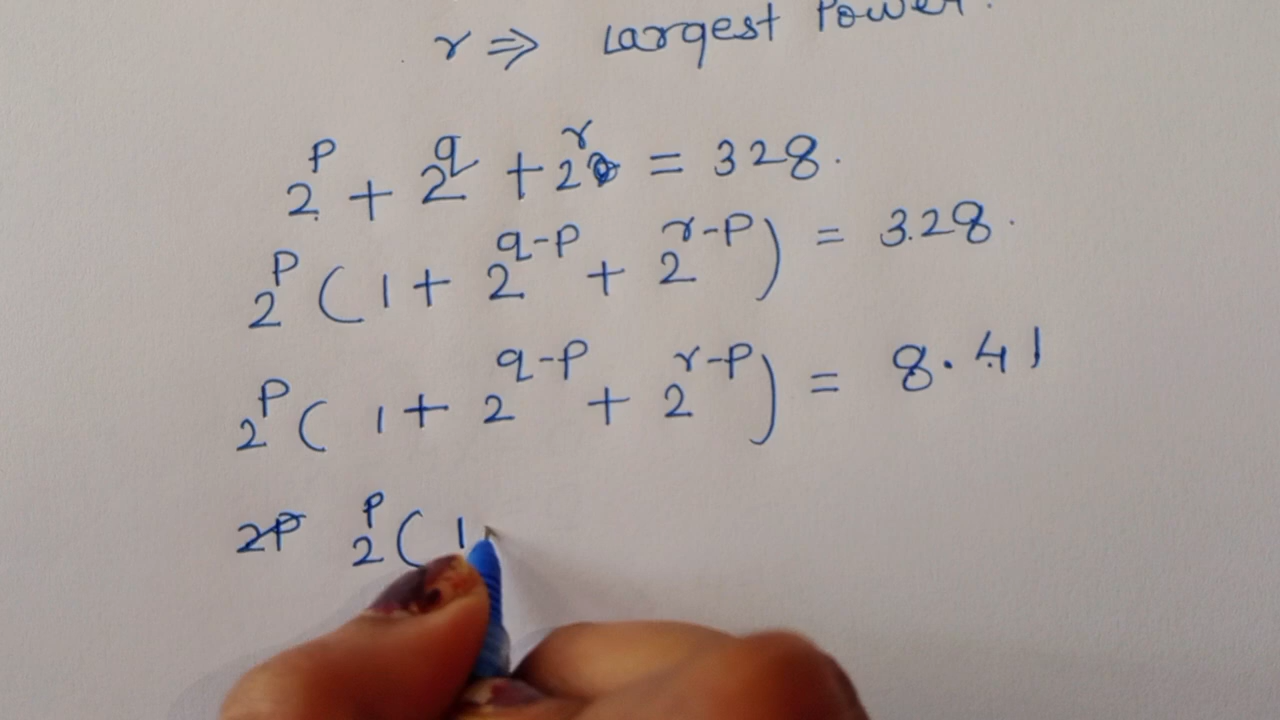 r ⇒ Largest Power.
2^p + 2^q + 2^r = 328.
2^p (1 + 2^(q-p) + 2^(r-p)) = 328.
2^p ( 1 + 2^(q-p) + 2^(r-p)) = 8.41
2p 2^p ( 1